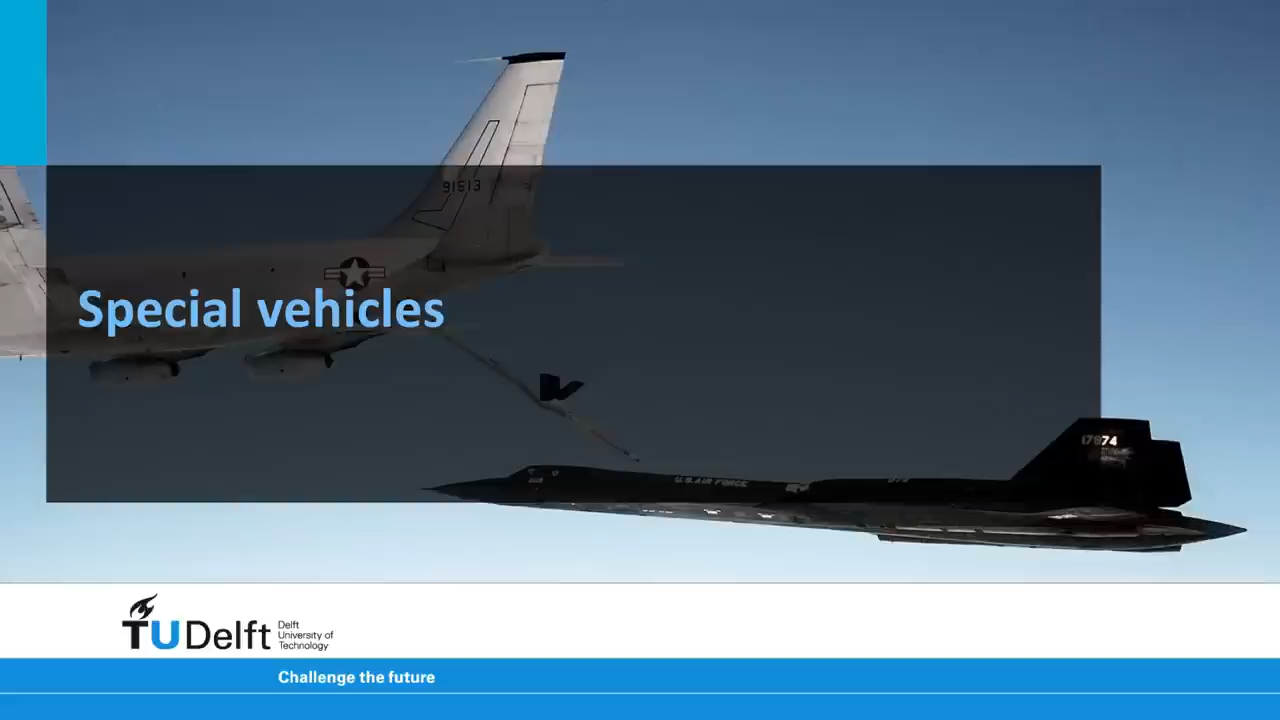 91513
Special vehicles
U.S. AIR FORCE
17974
TU Delft
Delft
University of
Technology
Challenge the future